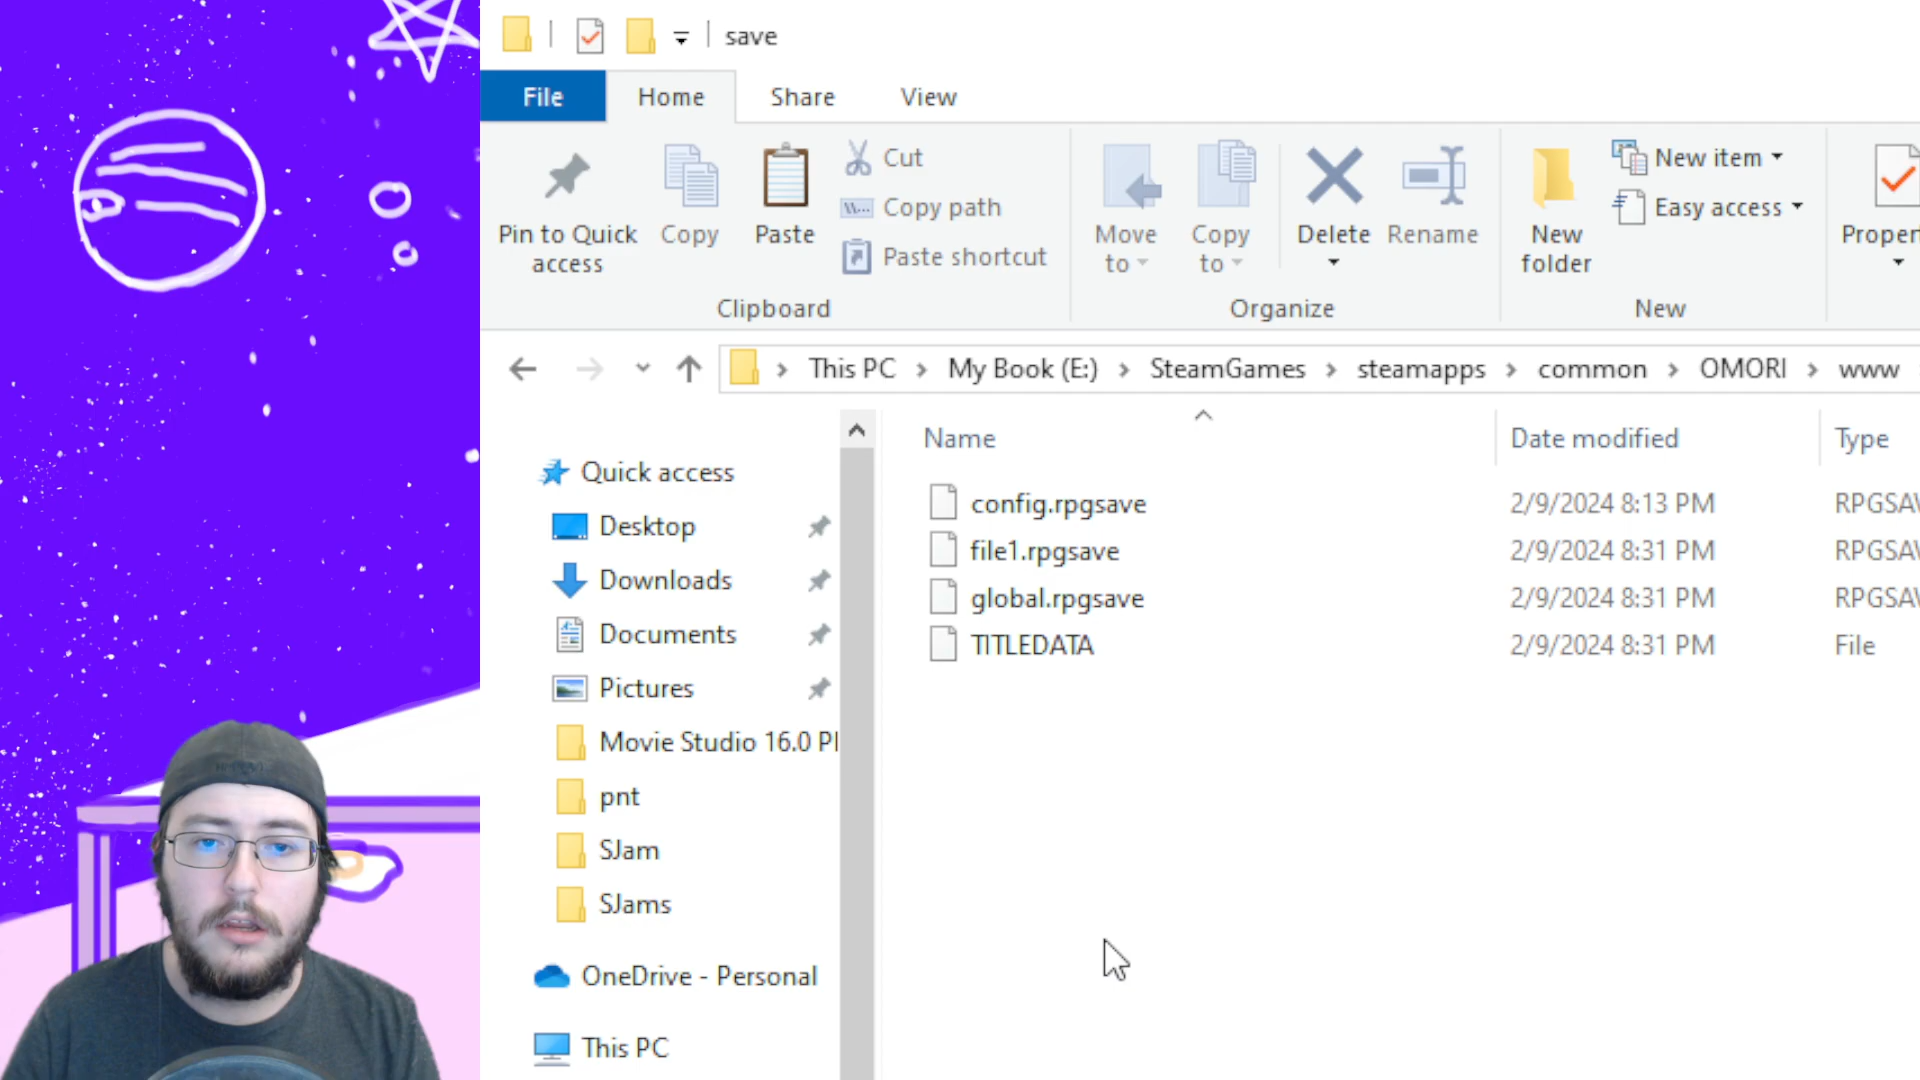 save
File Home Share View
Pin to Quick access
Copy
Paste
Cut
Copy path
Paste shortcut
Clipboard
Move to
Copy to
Delete
Rename
Organize
New folder
New item
Easy access
New
Proper
This PC > My Book (E:) > SteamGames > steamapps > common > OMORI > www
Name Date modified Type
config.rpgsave 2/9/2024 8:13 PM RPGSAV
file1.rpgsave 2/9/2024 8:31 PM RPGSAV
global.rpgsave 2/9/2024 8:31 PM RPGSAV
TITLEDATA 2/9/2024 8:31 PM File
Quick access
Desktop
Downloads
Documents
Pictures
Movie Studio 16.0 Pl
pnt
SJam
SJams
OneDrive - Personal
This PC